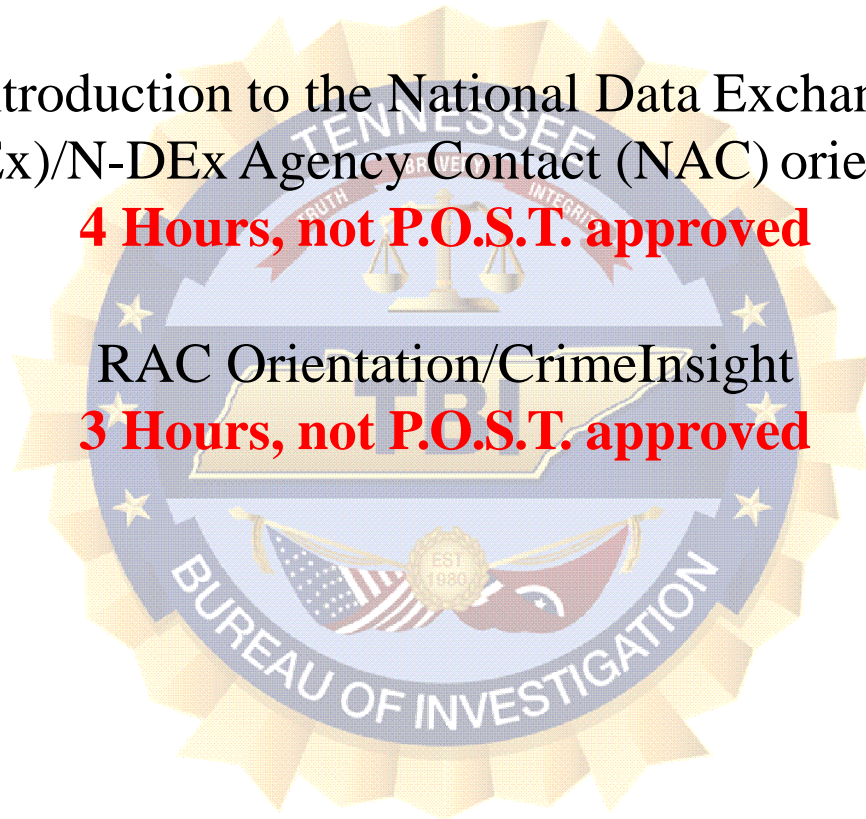 ntroduction to the National Data Exchan
Ex)/N-DEx Agency Contact (NAC) orie
4 Hours, not P.O.S.T. approved
RAC Orientation/CrimeInsight
3 Hours, not P.O.S.T. approved
TENNESSEE
TRUTH BRAVERY INTEGRITY
TBI
EST
1980
BUREAU OF INVESTIGATION